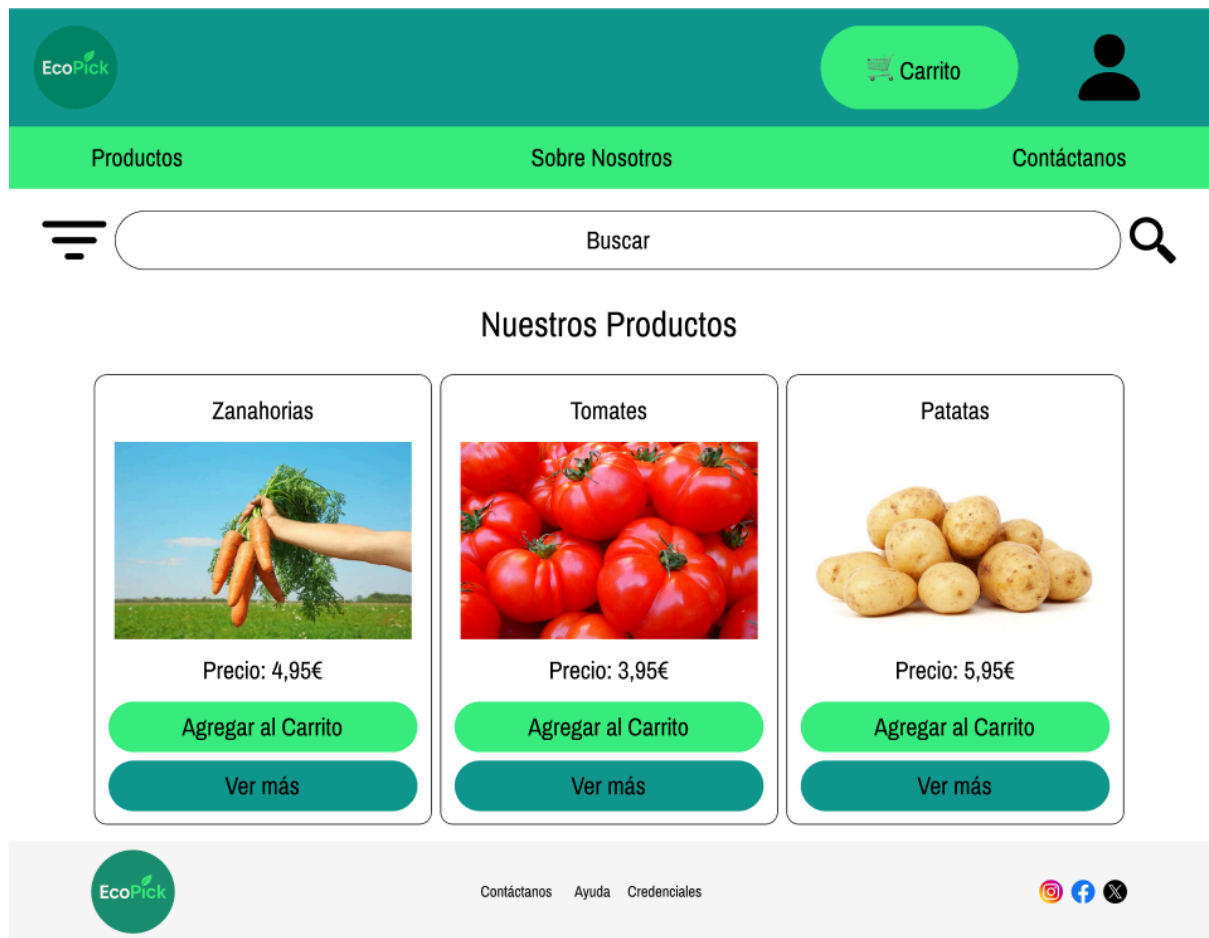 EcoPick
Carrito
Productos Sobre Nosotros Contáctanos
Buscar
Nuestros Productos
Zanahorias Tomates Patatas
Precio: 4,95€ Precio: 3,95€ Precio: 5,95€
Agregar al Carrito Agregar al Carrito Agregar al Carrito
Ver más Ver más Ver más
EcoPick
Contáctanos Ayuda Credenciales